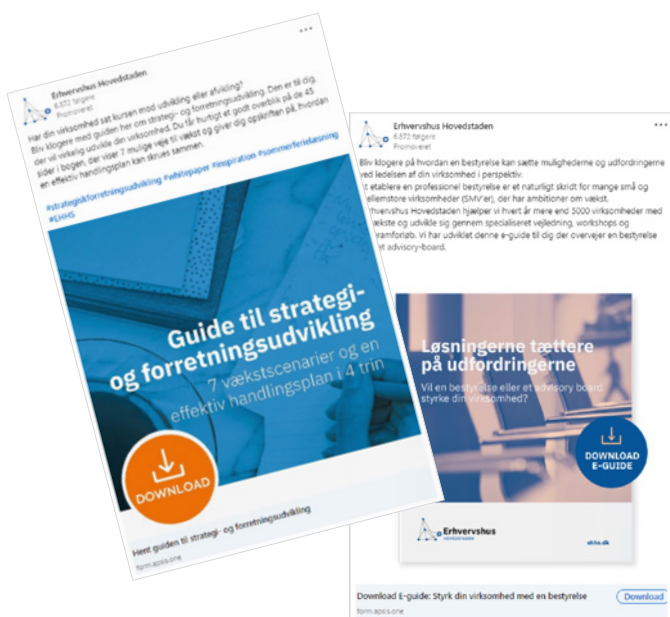 Erhvervshus Hovedstaden
6.872 følgere
Promoveret
Har din virksomhed sat kursen mod udvikling eller afvikling?
Bliv klogere med guiden her om strategi- og forretningsudvikling. Den er til dig,
der vil virkelig udvikle din virksomhed. Du får hurtigt et godt overblik på de 45
sider i bogen, der viser 7 mulige veje til vækst og giver dig opskriften på, hvordan
en effektiv handlingsplan kan skrues sammen.
#strategiskforretningsudvikling #whitepaper #inspiration #sommerferielæsning
#EHHS
Guide til strategi-
og forretningsudvikling
7 vækstscenarier og en
effektiv handlingsplan i 4 trin
DOWNLOAD
Hent guiden til strategi- og forretningsudvikling
form.apsis.one
Erhvervshus Hovedstaden
6.872 følgere
Promoveret
Bliv klogere på hvordan en bestyrelse kan sætte mulighederne og udfordringerne
ved ledelsen af din virksomhed i perspektiv.
t etablere en professionel bestyrelse er et naturligt skridt for mange små og
ellemstore virksomheder (SMV'er), der har ambitioner om vækst.
hvervshus Hovedstaden hjælper vi hvert år mere end 5000 virksomheder med
vækste og udvikle sig gennem specialiseret vejledning, workshops og
ramforløb. Vi har udviklet denne e-guide til dig der overvejer en bestyrelse
et advisory-board.
Løsningerne tættere
på udfordringerne
Vil en bestyrelse eller et advisory board
styrke din virksomhed?
DOWNLOAD
E-GUIDE
Erhvervshus
HOVEDSTADEN
ehhs.dk
Download E-guide: Styrk din virksomhed med en bestyrelse
Download
form.apsis.one